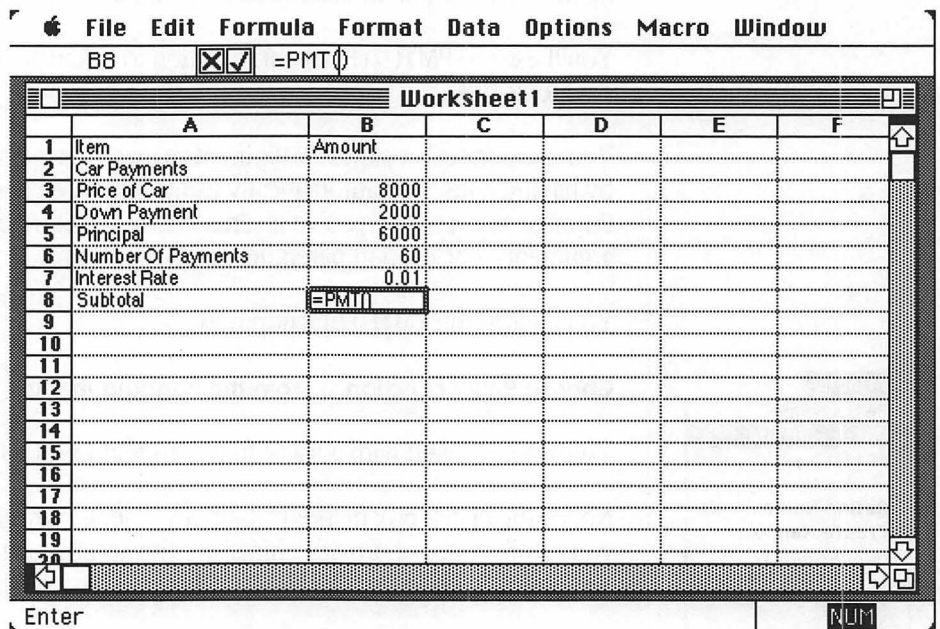 File Edit Formula Format Data Options Macro Window
B8 =PMT()
Worksheet1
A B C D E F
1 Item Amount
2 Car Payments
3 Price of Car 8000
4 Down Payment 2000
5 Principal 6000
6 Number Of Payments 60
7 Interest Rate 0.01
8 Subtotal =PMT()
9
10
11
12
13
14
15
16
17
18
19
20
Enter NUM